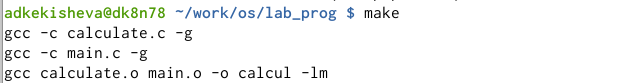 adkekisheva@dk8n78 ~/work/os/lab_prog $ make
gcc -c calculate.c -g
gcc -c main.c -g
gcc calculate.o main.o -o calcul -lm